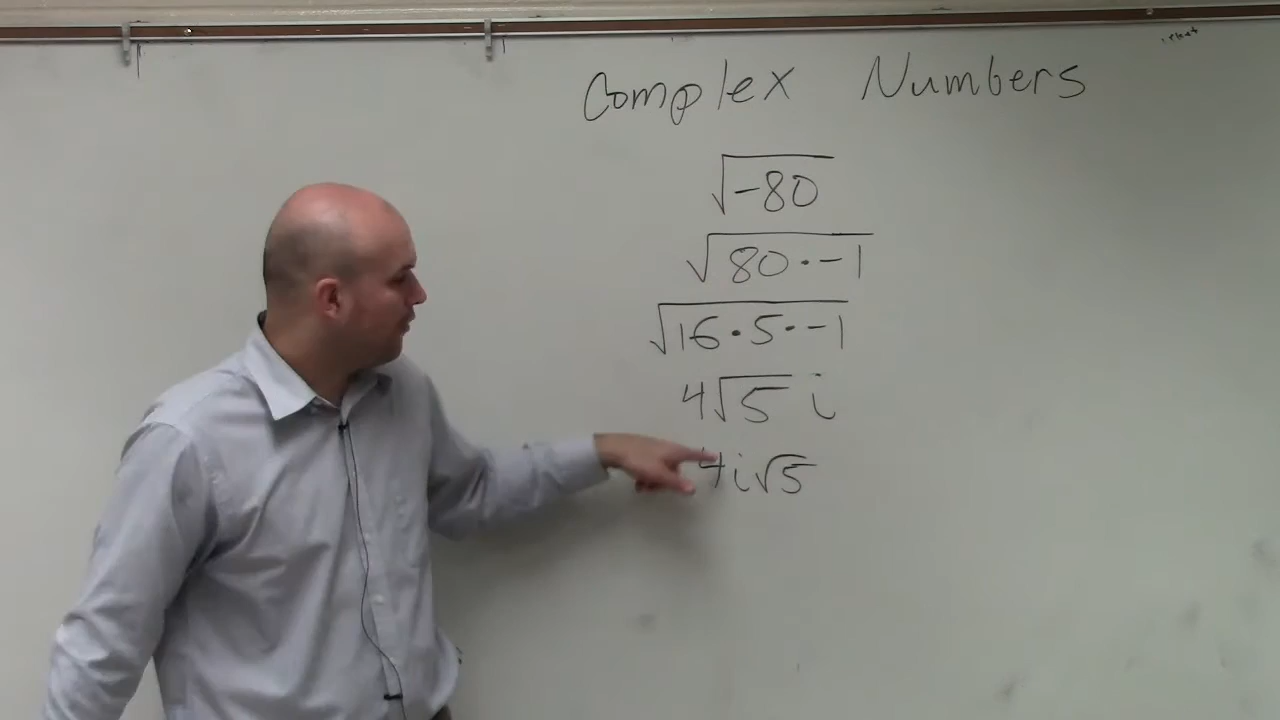 Complex Numbers
√-80
√80·-1
√16·5·-1
4√5 i
4i√5